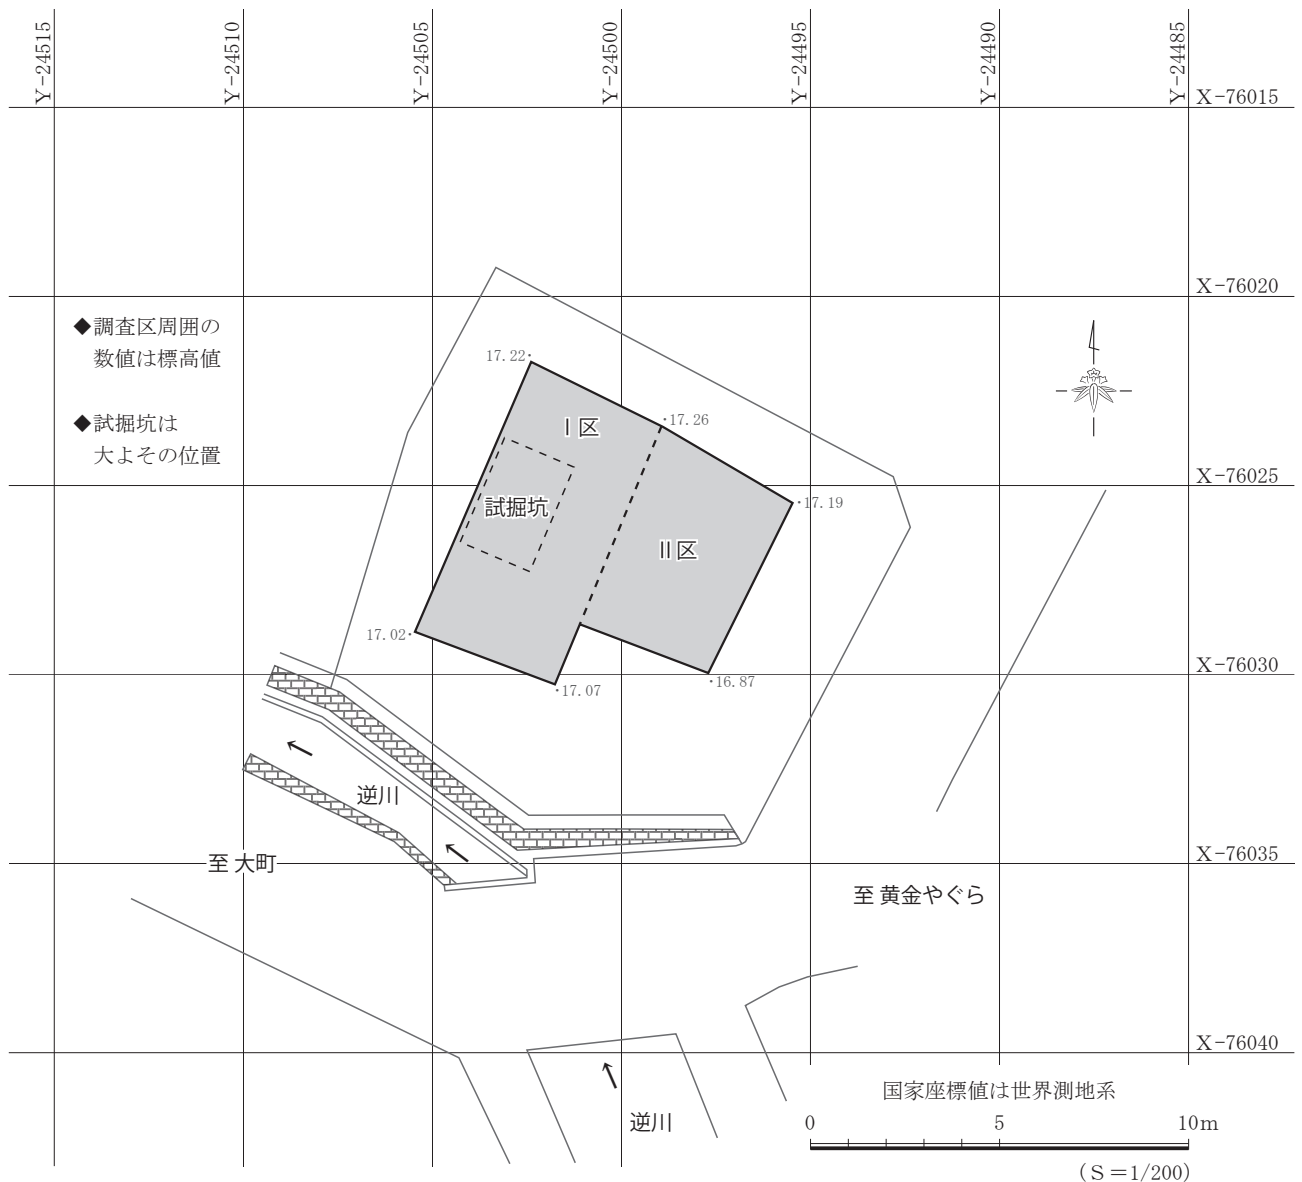 Y-24515
Y-24510
Y-24505
Y-24500
Y-24495
Y-24490
Y-24485
X-76015
X-76020
◆調査区周囲の
数値は標高値
17.22
◆試掘坑は
大よその位置
Ⅰ区
17.26
X-76025
試掘坑
17.19
Ⅱ区
17.02
X-76030
17.07
16.87
逆川
至 大町
X-76035
至 黄金やぐら
X-76040
国家座標値は世界測地系
逆川
0 5 10m
(S=1/200)